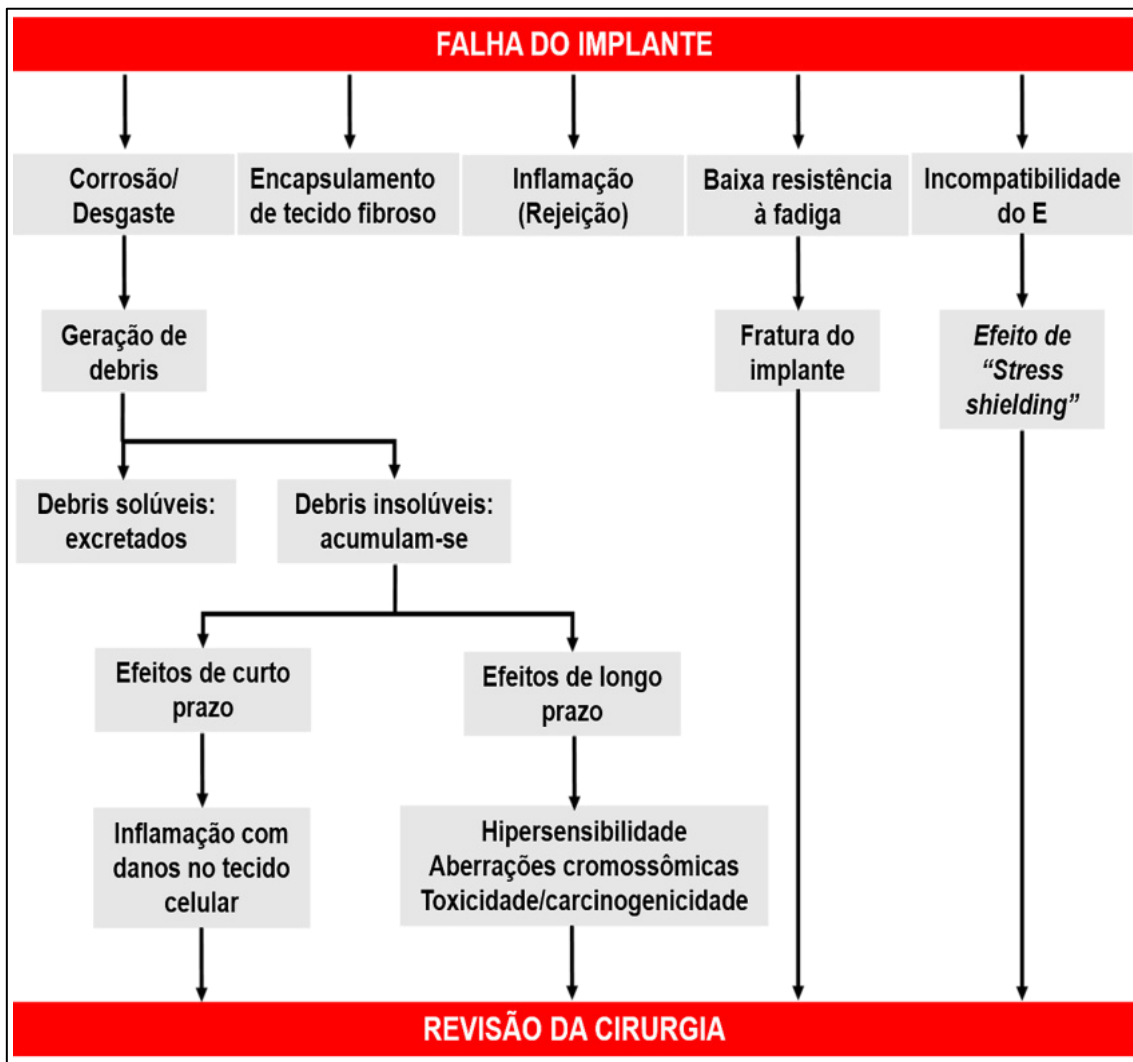 FALHA DO IMPLANTE
Corrosão/
Desgaste
Encapsulamento
de tecido fibroso
Inflamação
(Rejeição)
Baixa resistência
à fadiga
Incompatibilidade
do E
Geração de
debris
Fratura do
implante
Efeito de
“Stress
shielding”
Debris solúveis:
excretados
Debris insolúveis:
acumulam-se
Efeitos de curto
prazo
Efeitos de longo
prazo
Inflamação com
danos no tecido
celular
Hipersensibilidade
Aberrações cromossômicas
Toxicidade/carcinogenicidade
REVISÃO DA CIRURGIA